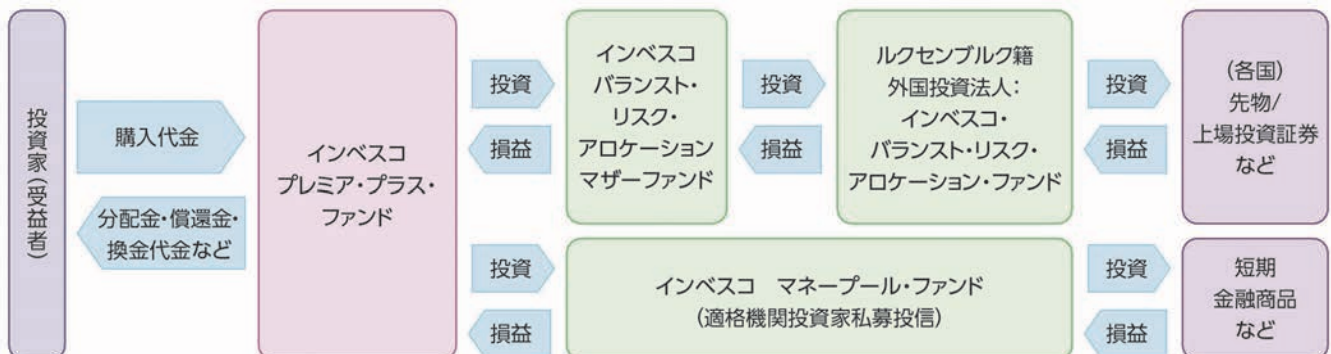 投資家(受益者)
購入代金
分配金・償還金・
換金代金など
インベスコ
プレミア・プラス・
ファンド
投資
損益
インベスコ
バランスト・
リスク・
アロケーション
マザーファンド
投資
損益
ルクセンブルク籍
外国投資法人:
インベスコ・
バランスト・リスク・
アロケーション・ファンド
投資
損益
(各国)
先物/
上場投資証券
など
投資
損益
インベスコ　マネープール・ファンド
(適格機関投資家私募投信)
投資
損益
短期
金融商品
など